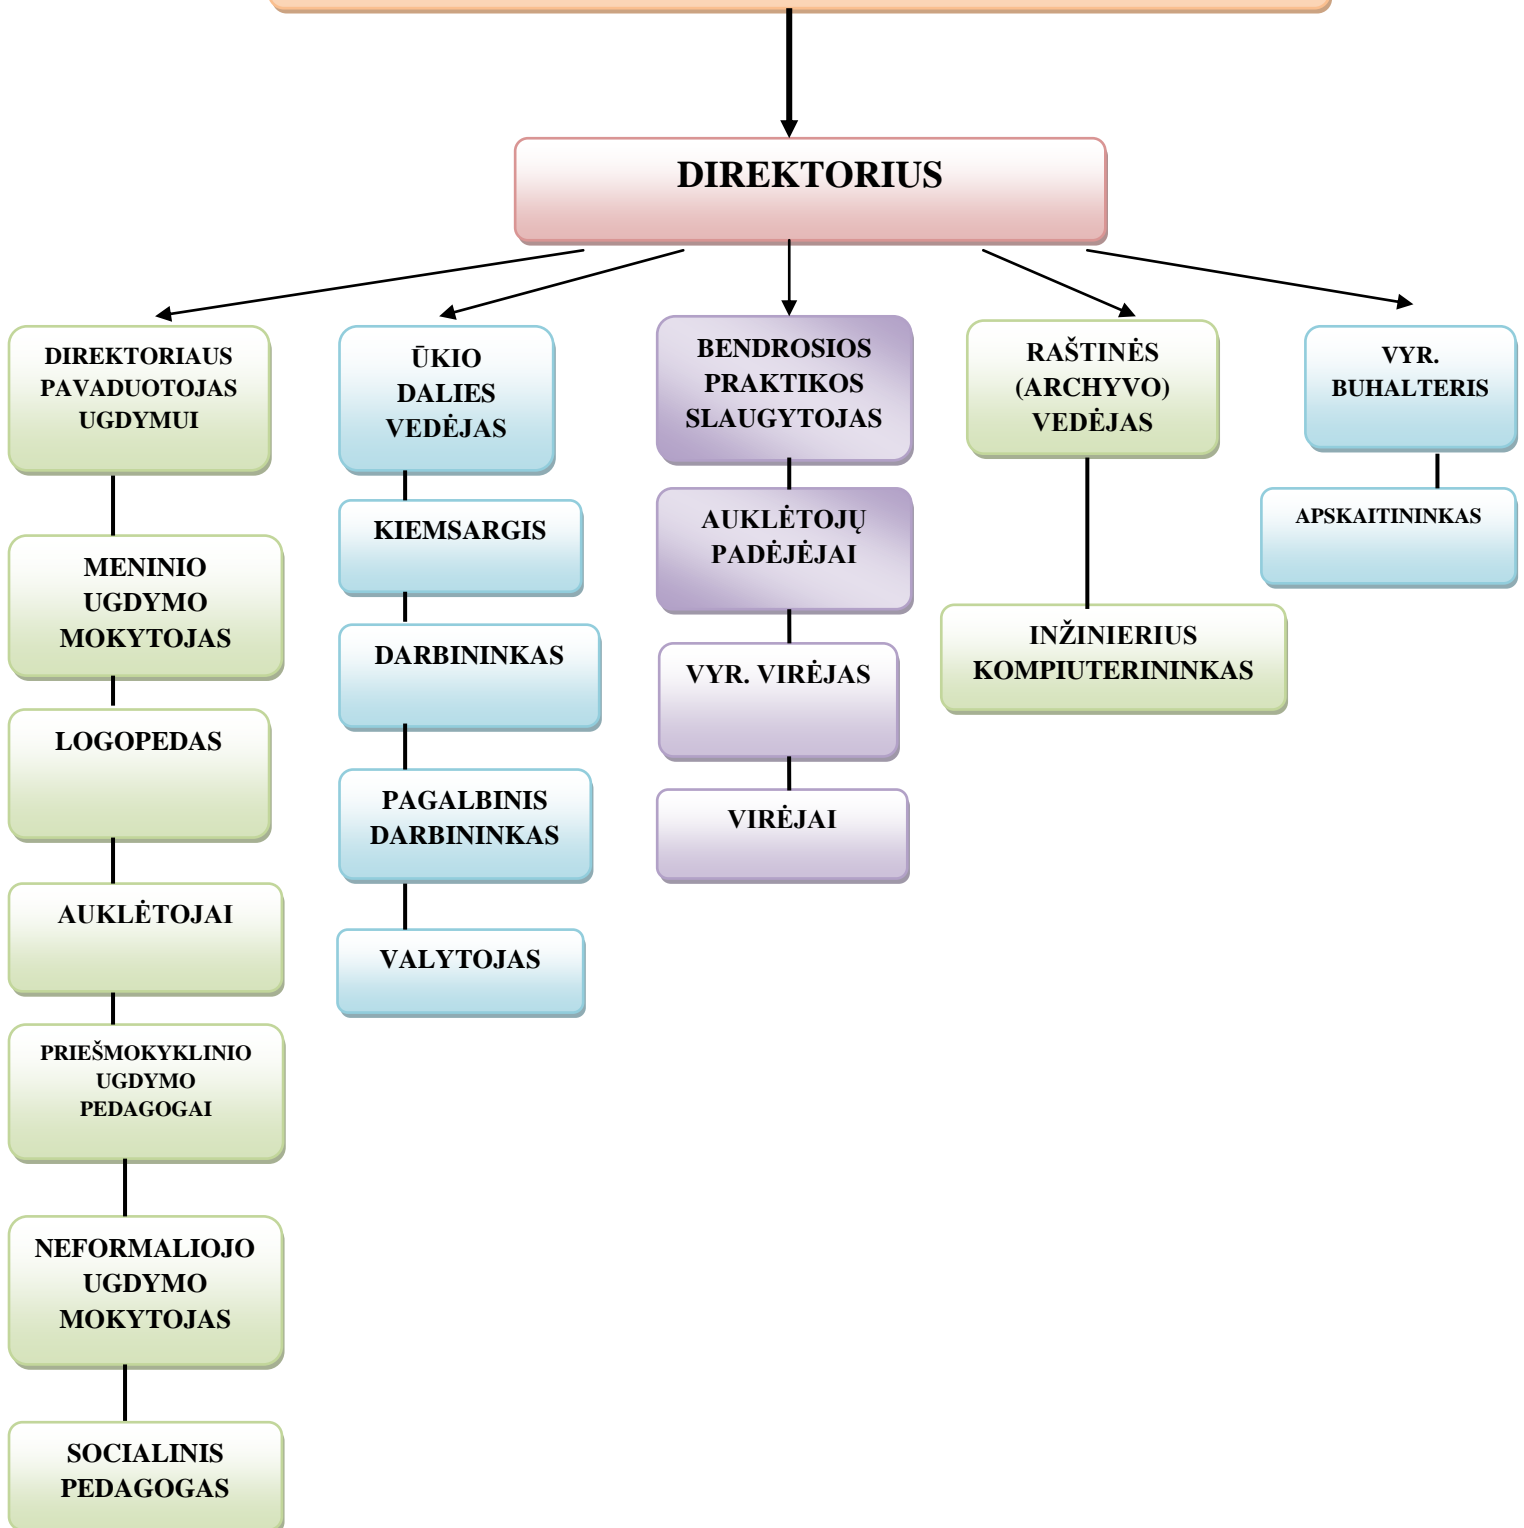 DIREKTORIUS
DIREKTORIAUS
PAVADUOTOJAS
UGDYMUI
ŪKIO
DALIES
VEDĖJAS
BENDROSIOS
PRAKTIKOS
SLAUGYTOJAS
RAŠTINĖS
(ARCHYVO)
VEDĖJAS
VYR.
BUHALTERIS
MENINIO
UGDYMO
MOKYTOJAS
LOGOPEDAS
AUKLĖTOJAI
PRIEŠMOKYKLINIO
UGDYMO
PEDAGOGAI
NEFORMALIOJO
UGDYMO
MOKYTOJAS
SOCIALINIS
PEDAGOGAS
KIEMSARGIS
DARBININKAS
PAGALBINIS
DARBININKAS
VALYTOJAS
AUKLĖTOJŲ
PADĖJĖJAI
VYR. VIRĖJAS
VIRĖJAI
INŽINIERIUS
KOMPIUTERININKAS
APSKAITININKAS